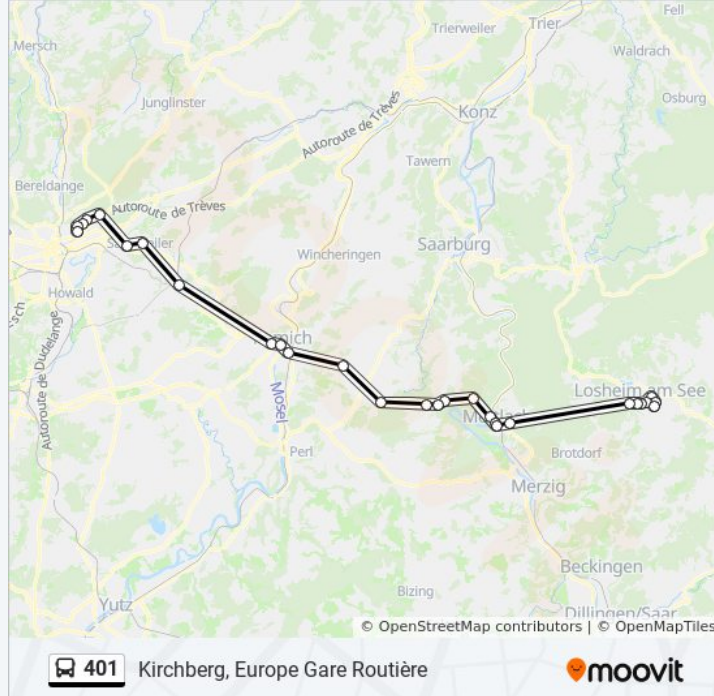 Fell
Mersch
Trierweiler
Trier
Waldrach
Junglinster
Osburg
Konz
Autoroute de Trèves
Tawern
Bereldange
Autoroute de Trèves
Saarburg
Wincheringen
Howald
Autoroute de Dudelange
Mosel
Losheim am See
Perl
Brotdorf
Merzig
Beckingen
Bizing
Yutz
Dillingen/Saar
© OpenStreetMap contributors | © OpenMapTiles
401 Kirchberg, Europe Gare Routière
moovit